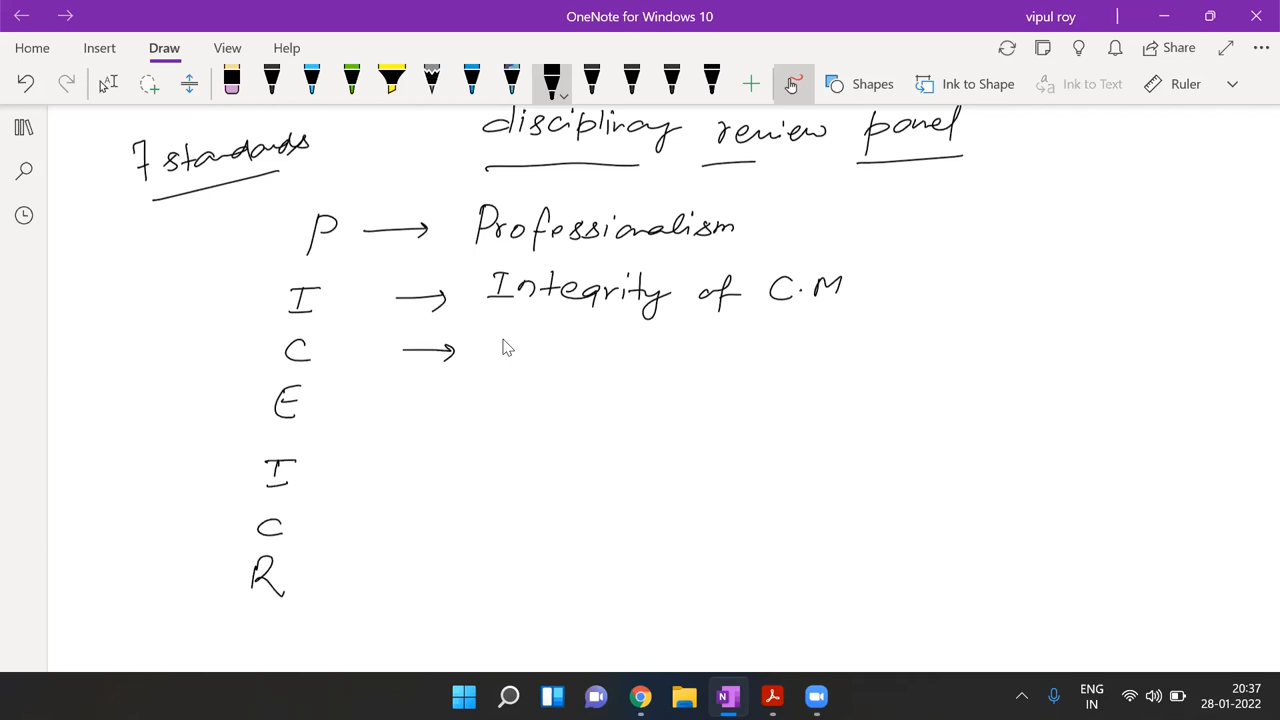 OneNote for Windows 10
vipul roy
Home Insert Draw View Help
Share
Shapes
Ink to Shape
Ink to Text
Ruler
disciplinary review panel
7 standards
P → Professionalism
I → Integrity of C.M
C →
E
I
C
R
ENG
IN
20:37
28-01-2022